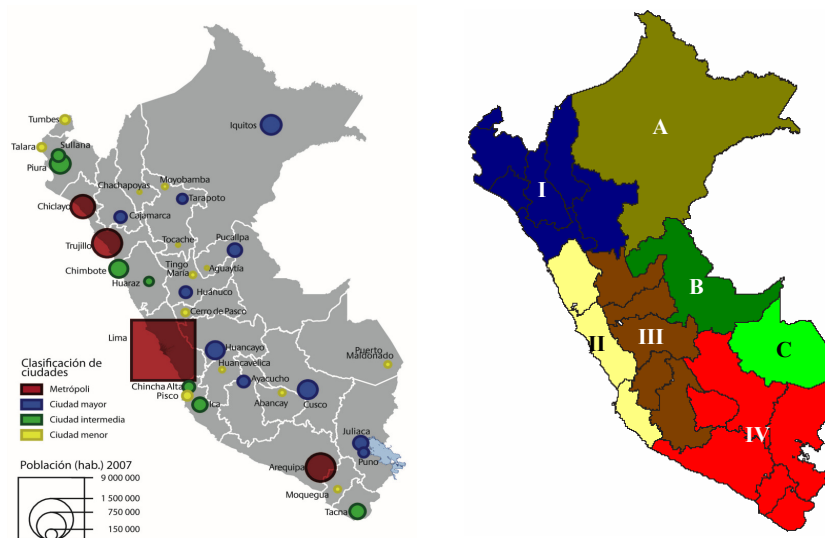 Tumbes
Talara
Sullana
Piura
Iquitos
Chachapoyas
Moyobamba
Tarapoto
Chiclayo
Cajamarca
Trujillo
Tocache
Pucallpa
Chimbote
Tingo
María
Aguaytía
Huaraz
Huánuco
Cerro de Pasco
Lima
Huancayo
Huancavelica
Puerto
Maldonado
Chincha Alta
Pisco
Ayacucho
Ica
Abancay
Cusco
Juliaca
Puno
Arequipa
Moquegua
Tacna
Clasificación de
ciudades
Metrópoli
Ciudad mayor
Ciudad intermedia
Ciudad menor
Población (hab.) 2007
9 000 000
1 500 000
750 000
150 000
A
I
B
II
III
C
IV